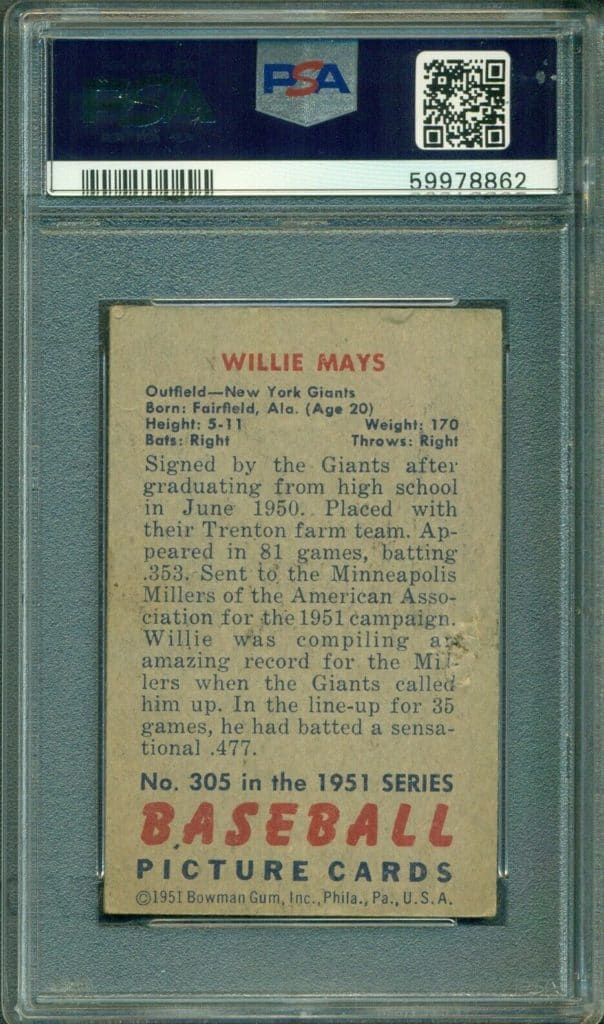 PSA
PSA
59978862
WILLIE MAYS
Outfield—New York Giants
Born: Fairfield, Ala. (Age 20)
Height: 5-11 Weight: 170
Bats: Right Throws: Right
Signed by the Giants after
graduating from high school
in June 1950. Placed with
their Trenton farm team. Ap-
peared in 81 games, batting
.353. Sent to the Minneapolis
Millers of the American Asso-
ciation for the 1951 campaign.
Willie was compiling an
amazing record for the Mil-
lers when the Giants called
him up. In the line-up for 35
games, he had batted a sensa-
tional .477.
No. 305 in the 1951 SERIES
BASEBALL
PICTURE CARDS
©1951 Bowman Gum, Inc., Phila., Pa., U.S.A.